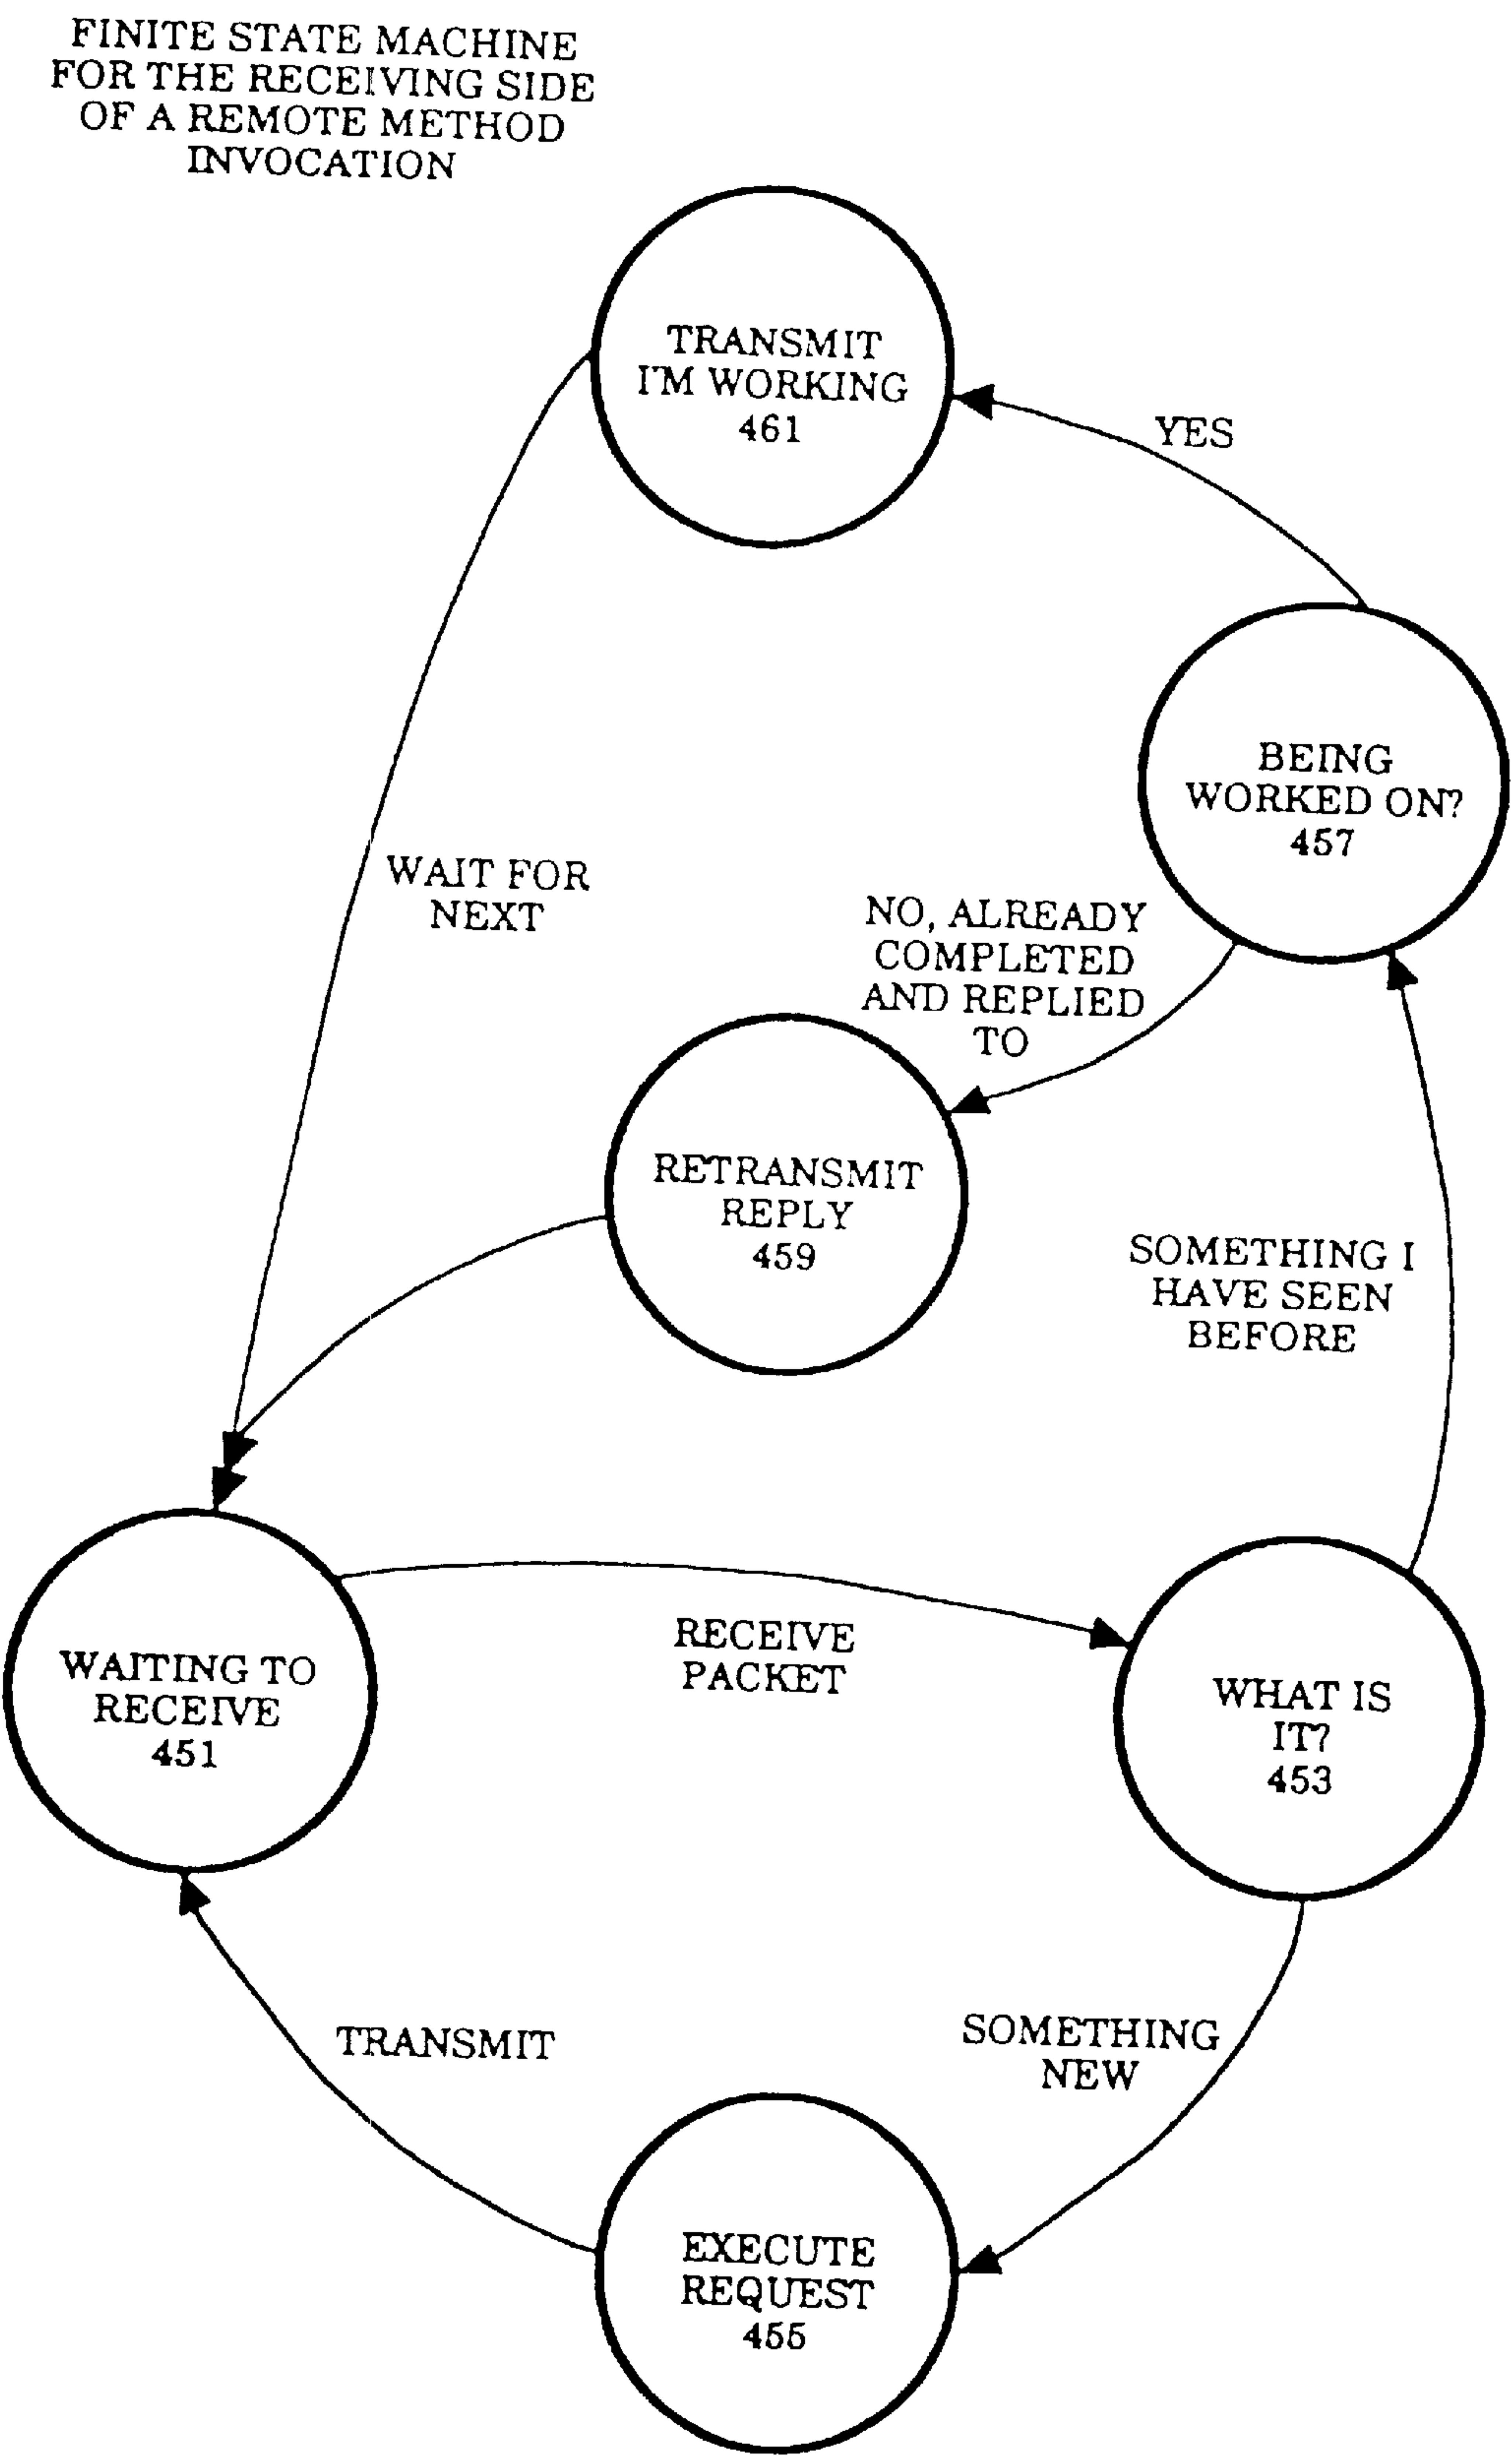 FINITE STATE MACHINE
FOR THE RECEIVING SIDE
OF A REMOTE METHOD
INVOCATION
TRANSMIT
I'M WORKING
461
YES
BEING
WORKED ON?
457
WAIT FOR
NEXT
NO, ALREADY
COMPLETED
AND REPLIED
TO
RETRANSMIT
REPLY
459
SOMETHING I
HAVE SEEN
BEFORE
RECEIVE
PACKET
WAITING TO
RECEIVE
451
WHAT IS
IT?
453
TRANSMIT
SOMETHING
NEW
EXECUTE
REQUEST
455